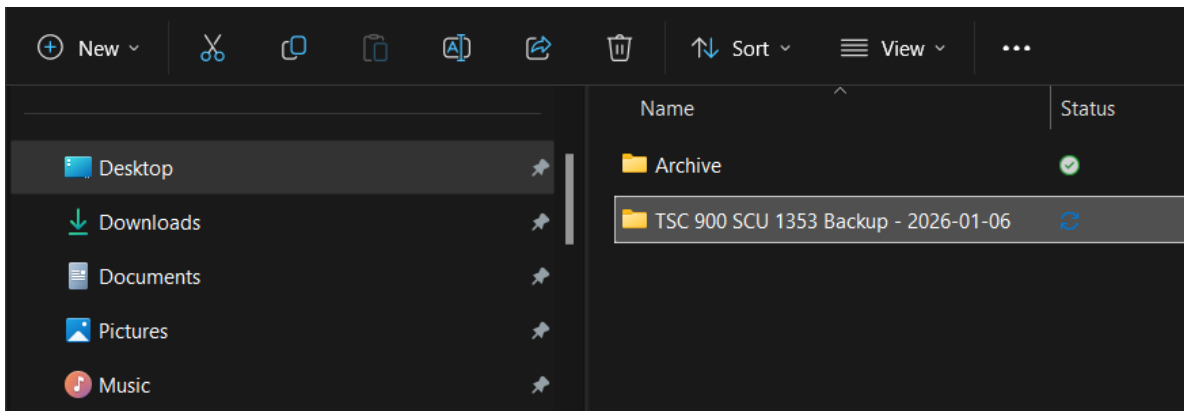 New
Sort
View
Name
Status
Desktop
Downloads
Documents
Pictures
Music
Archive
TSC 900 SCU 1353 Backup - 2026-01-06